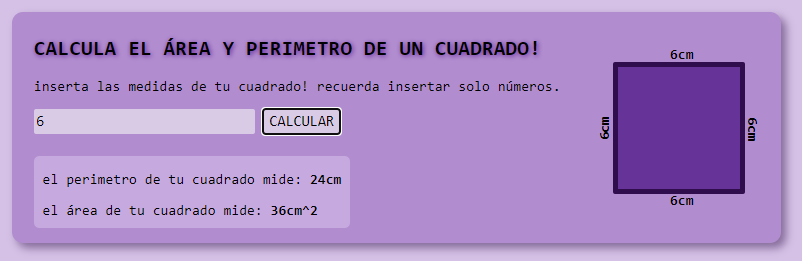 CALCULA EL ÁREA Y PERIMETRO DE UN CUADRADO!
inserta las medidas de tu cuadrado! recuerda insertar solo números.
6
CALCULAR
el perimetro de tu cuadrado mide: 24cm
el área de tu cuadrado mide: 36cm^2
6cm
6cm
6cm
6cm